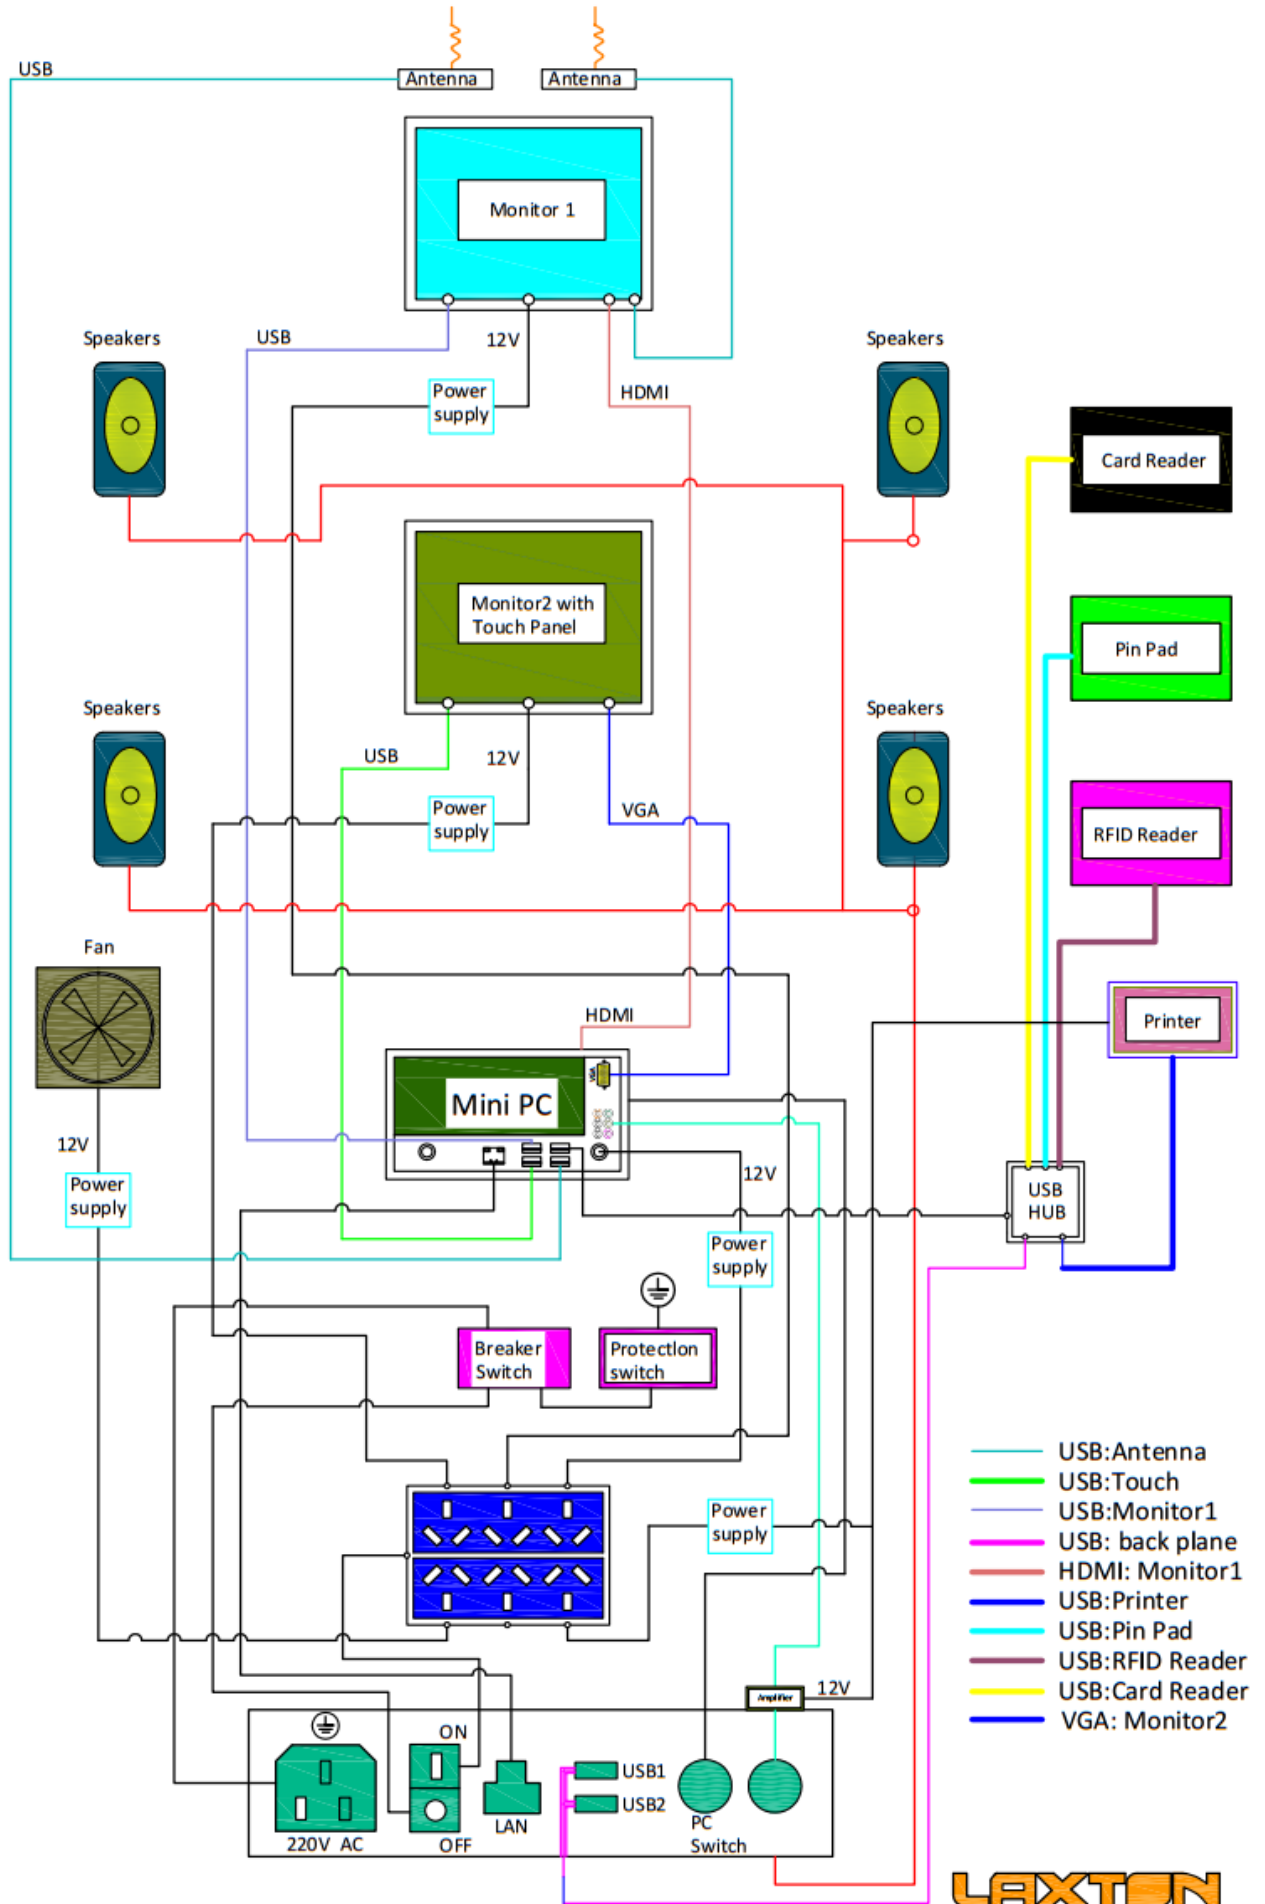 USB
Antenna
Antenna
Monitor 1
USB
12V
Speakers
Speakers
Power
supply
HDMI
Card Reader
Monitor2 with
Touch Panel
Pin Pad
Speakers
Speakers
USB
12V
Power
supply
VGA
RFID Reader
Fan
HDMI
Printer
VGA
Mini PC
12V
12V
Power
supply
USB
HUB
Power
supply
Breaker
Switch
ProtectIon
switch
Power
supply
USB:Antenna
USB:Touch
USB:Monitor1
USB: back plane
HDMI: Monitor1
USB:Printer
USB:Pin Pad
USB:RFID Reader
USB:Card Reader
VGA: Monitor2
Amplifier
12V
ON
USB1
USB2
LAN
PC
Switch
220V AC
OFF
LAXTON